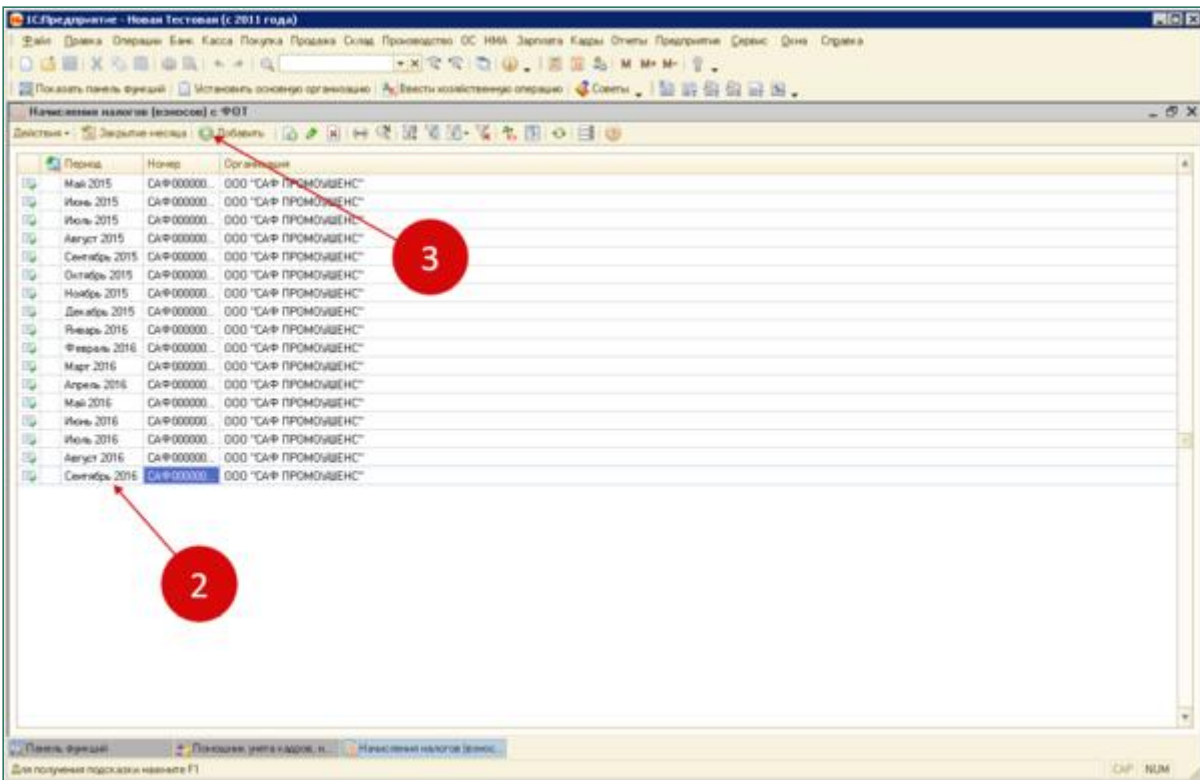 1С:Предприятие - Новая Тестовая (с 2011 года)
Файл Правка Операции Банк Касса Покупка Продажа Склад Производство ОС НМА Зарплата Кадры Отчеты Предприятие Сервис Окна Справка
M M+ M-
Показать панель функций Установить основную организацию Ввести хозяйственную операцию Советы
Начисления налогов (взносов) с ФОТ
Действия Закрытие месяца Добавить
Период Номер Организация
Май 2015 САФ000000... ООО "САФ ПРОМОУШЕНС"
Июнь 2015 САФ000000... ООО "САФ ПРОМОУШЕНС"
Июль 2015 САФ000000... ООО "САФ ПРОМОУШЕНС"
Август 2015 САФ000000... ООО "САФ ПРОМОУШЕНС"
Сентябрь 2015 САФ000000... ООО "САФ ПРОМОУШЕНС"
Октябрь 2015 САФ000000... ООО "САФ ПРОМОУШЕНС"
Ноябрь 2015 САФ000000... ООО "САФ ПРОМОУШЕНС"
Декабрь 2015 САФ000000... ООО "САФ ПРОМОУШЕНС"
Январь 2016 САФ000000... ООО "САФ ПРОМОУШЕНС"
Февраль 2016 САФ000000... ООО "САФ ПРОМОУШЕНС"
Март 2016 САФ000000... ООО "САФ ПРОМОУШЕНС"
Апрель 2016 САФ000000... ООО "САФ ПРОМОУШЕНС"
Май 2016 САФ000000... ООО "САФ ПРОМОУШЕНС"
Июнь 2016 САФ000000... ООО "САФ ПРОМОУШЕНС"
Июль 2016 САФ000000... ООО "САФ ПРОМОУШЕНС"
Август 2016 САФ000000... ООО "САФ ПРОМОУШЕНС"
Сентябрь 2016 САФ000000... ООО "САФ ПРОМОУШЕНС"
3
2
Панель функций Помощник учета кадров, н... Начисления налогов (взнос...
Для получения подсказки нажмите F1 CAP NUM